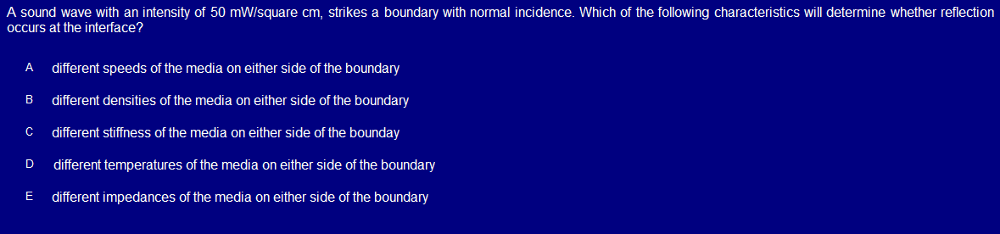 A sound wave with an intensity of 50 mW/square cm, strikes a boundary with normal incidence. Which of the following characteristics will determine whether reflection
occurs at the interface?
A different speeds of the media on either side of the boundary
B different densities of the media on either side of the boundary
C different stiffness of the media on either side of the bounday
D different temperatures of the media on either side of the boundary
E different impedances of the media on either side of the boundary